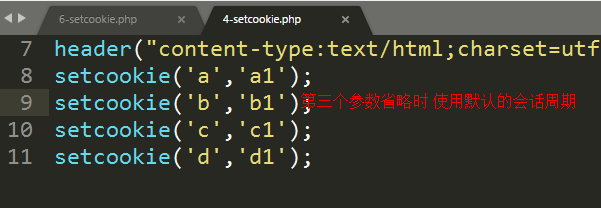 6-setcookie.php × 4-setcookie.php ×
7 header("content-type:text/html;charset=utf
8 setcookie('a','a1');
9 setcookie('b','b1');第三个参数省略时 使用默认的会话周期
10 setcookie('c','c1');
11 setcookie('d','d1');